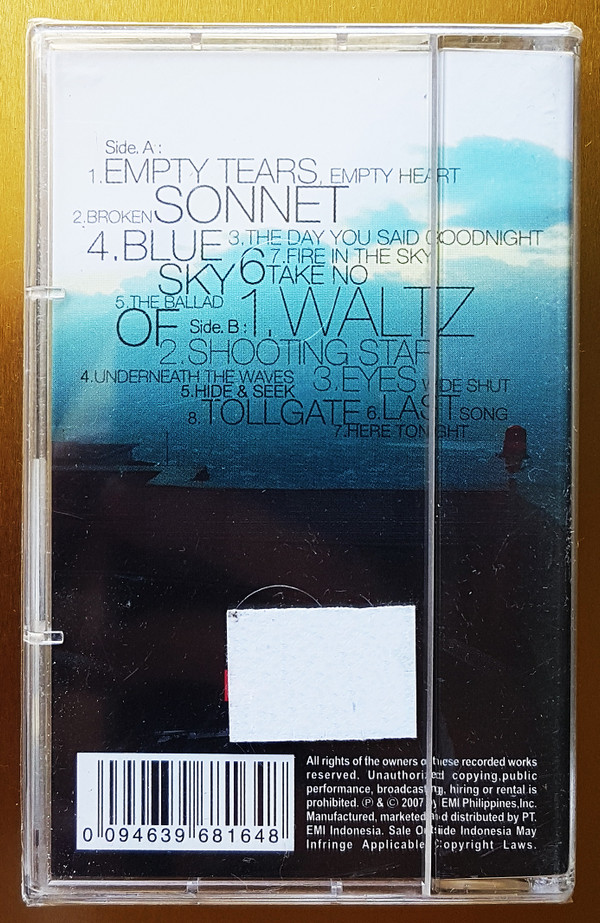 Side. A :
1.EMPTY TEARS, EMPTY HEART
2.BROKEN SONNET
3.THE DAY YOU SAID GOODNIGHT
4.BLUE SKY
5.THE BALLAD OF
6 TAKE NO
7.FIRE IN THE SKY
Side. B :
1. WALTZ
2.SHOOTING STAR
3.EYES WIDE SHUT
4.UNDERNEATH THE WAVES
5.HIDE & SEEK
6.LAST SONG
7.HERE TONIGHT
8.TOLLGATE
0 094639 681648
All rights of the owners of these recorded works
reserved. Unauthorized copying,public
performance, broadcasting, hiring or rental is
prohibited. Ⓟ & © 2007 by EMI Philippines,Inc.
Manufactured, marketed and distributed by PT.
EMI Indonesia. Sale Outside Indonesia May
Infringe Applicable Copyright Laws.